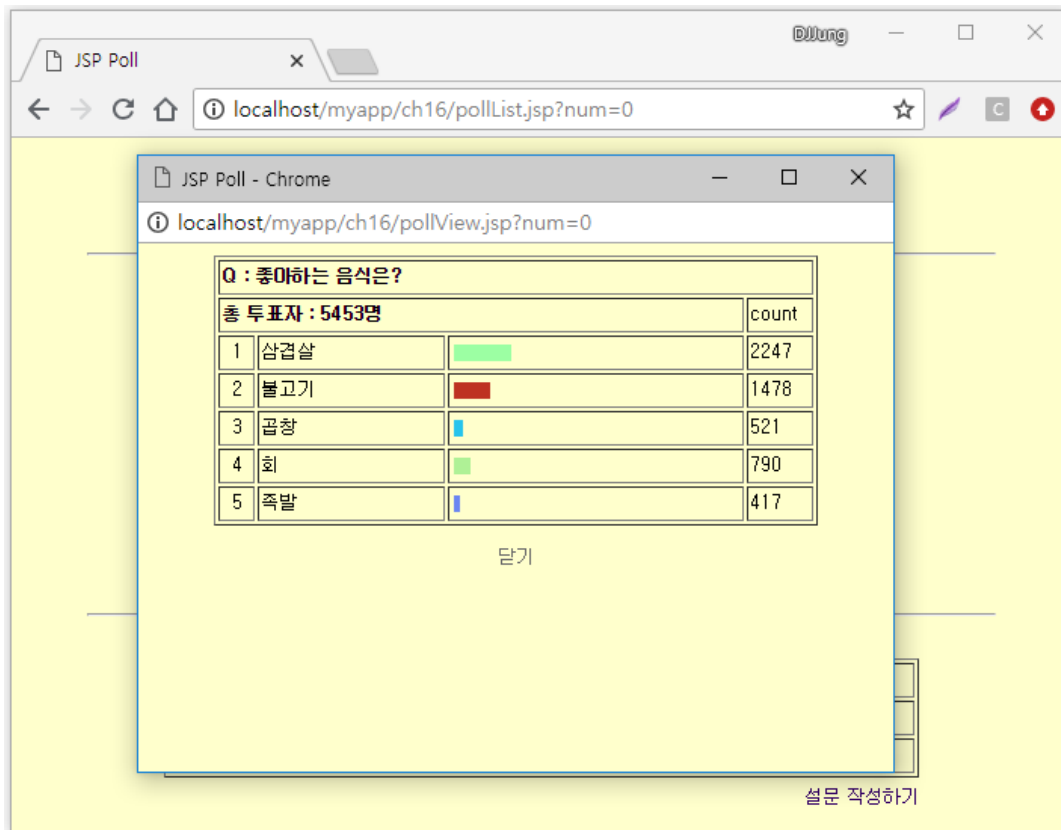 DJJung
JSP Poll
localhost/myapp/ch16/pollList.jsp?num=0
C
JSP Poll - Chrome
localhost/myapp/ch16/pollView.jsp?num=0
Q : 좋아하는 음식은?
총 투표자 : 5453명 count
1 삼겹살 2247
2 불고기 1478
3 곱창 521
4 회 790
5 족발 417
닫기
설문 작성하기